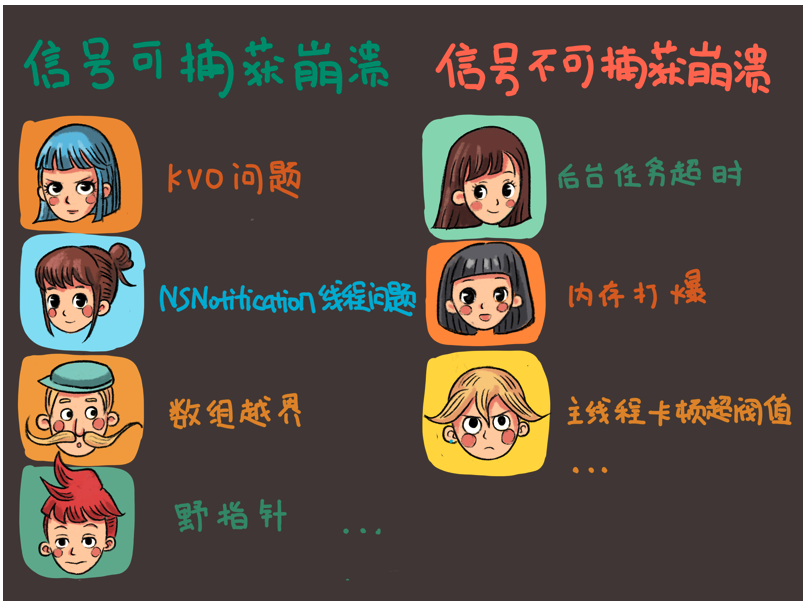 信号可捕获崩溃
KVO问题
NSNotification线程问题
数组越界
野指针 ...
信号不可捕获崩溃
后台任务超时
内存打爆
主线程卡顿超阀值
...